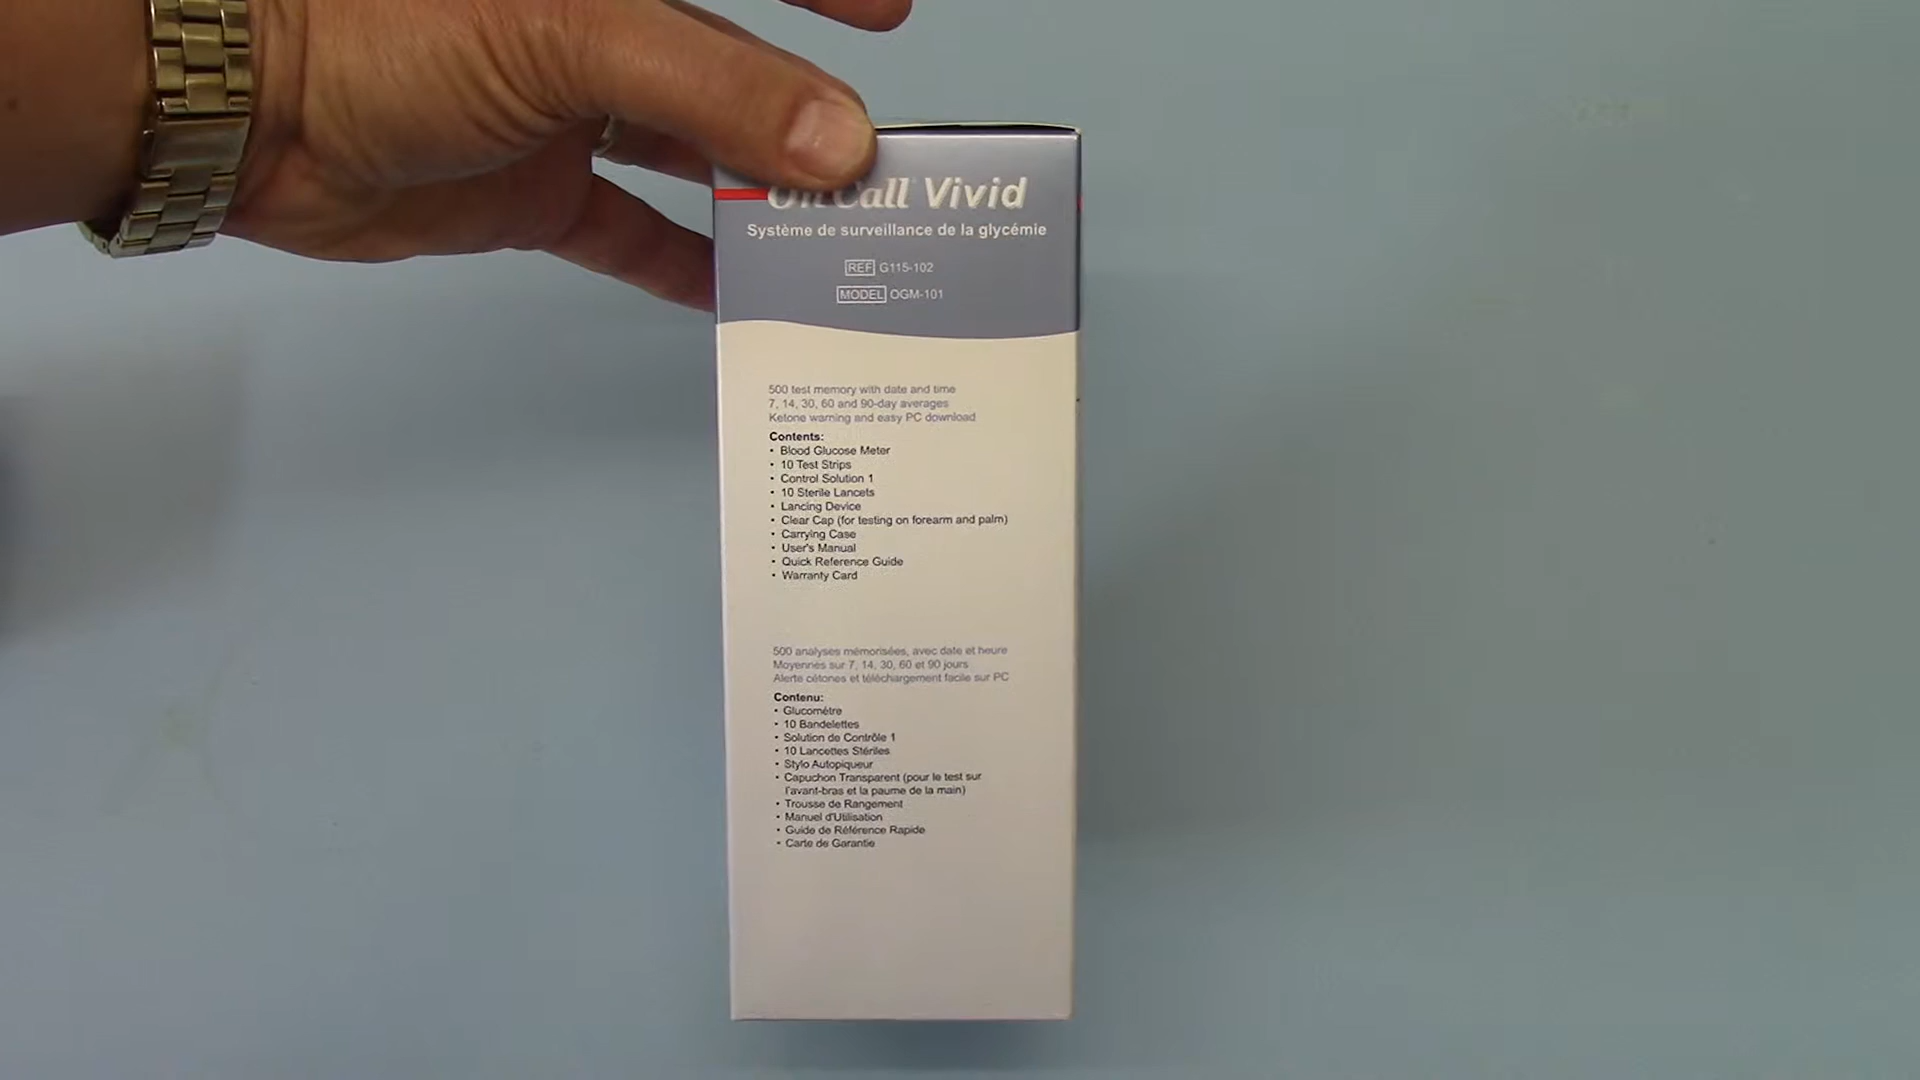 On Call Vivid
Système de surveillance de la glycémie
REF G115-102
MODEL OGM-101
500 test memory with date and time
7, 14, 30, 60 and 90-day averages
Ketone warning and easy PC download
Contents:
• Blood Glucose Meter
• 10 Test Strips
• Control Solution 1
• 10 Sterile Lancets
• Lancing Device
• Clear Cap (for testing on forearm and palm)
• Carrying Case
• User's Manual
• Quick Reference Guide
• Warranty Card
500 analyses mémorisées, avec date et heure
Moyennes sur 7, 14, 30, 60 et 90 jours
Alerte cétones et téléchargement facile sur PC
Contenu:
• Glucomètre
• 10 Bandelettes
• Solution de Contrôle 1
• 10 Lancettes Stériles
• Stylo Autopiqueur
• Capuchon Transparent (pour le test sur
l'avant-bras et la paume de la main)
• Trousse de Rangement
• Manuel d'Utilisation
• Guide de Référence Rapide
• Carte de Garantie